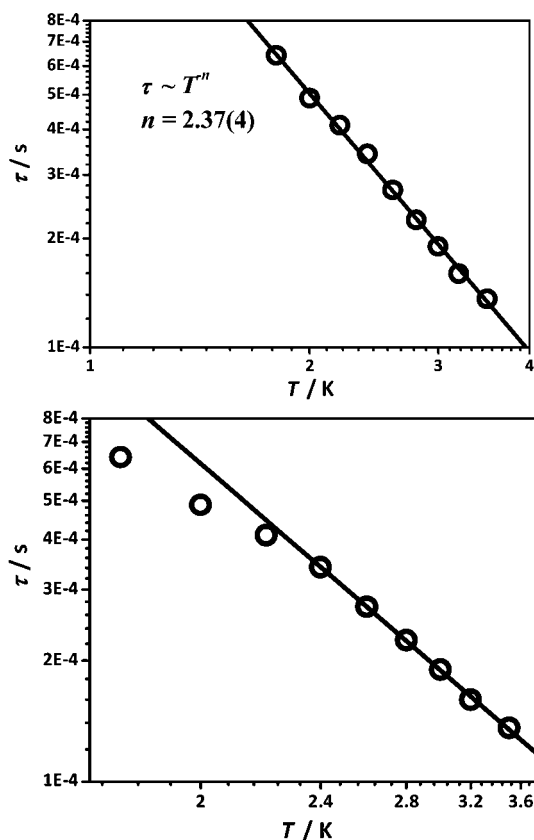 8E-4
7E-4
6E-4
5E-4
4E-4
3E-4
2E-4
1E-4
τ / s
τ ~ Tⁿ
n = 2.37(4)
1 2 3 4
T / K
8E-4
7E-4
6E-4
5E-4
4E-4
3E-4
2E-4
1E-4
τ / s
2 2.4 2.8 3.2 3.6
T / K